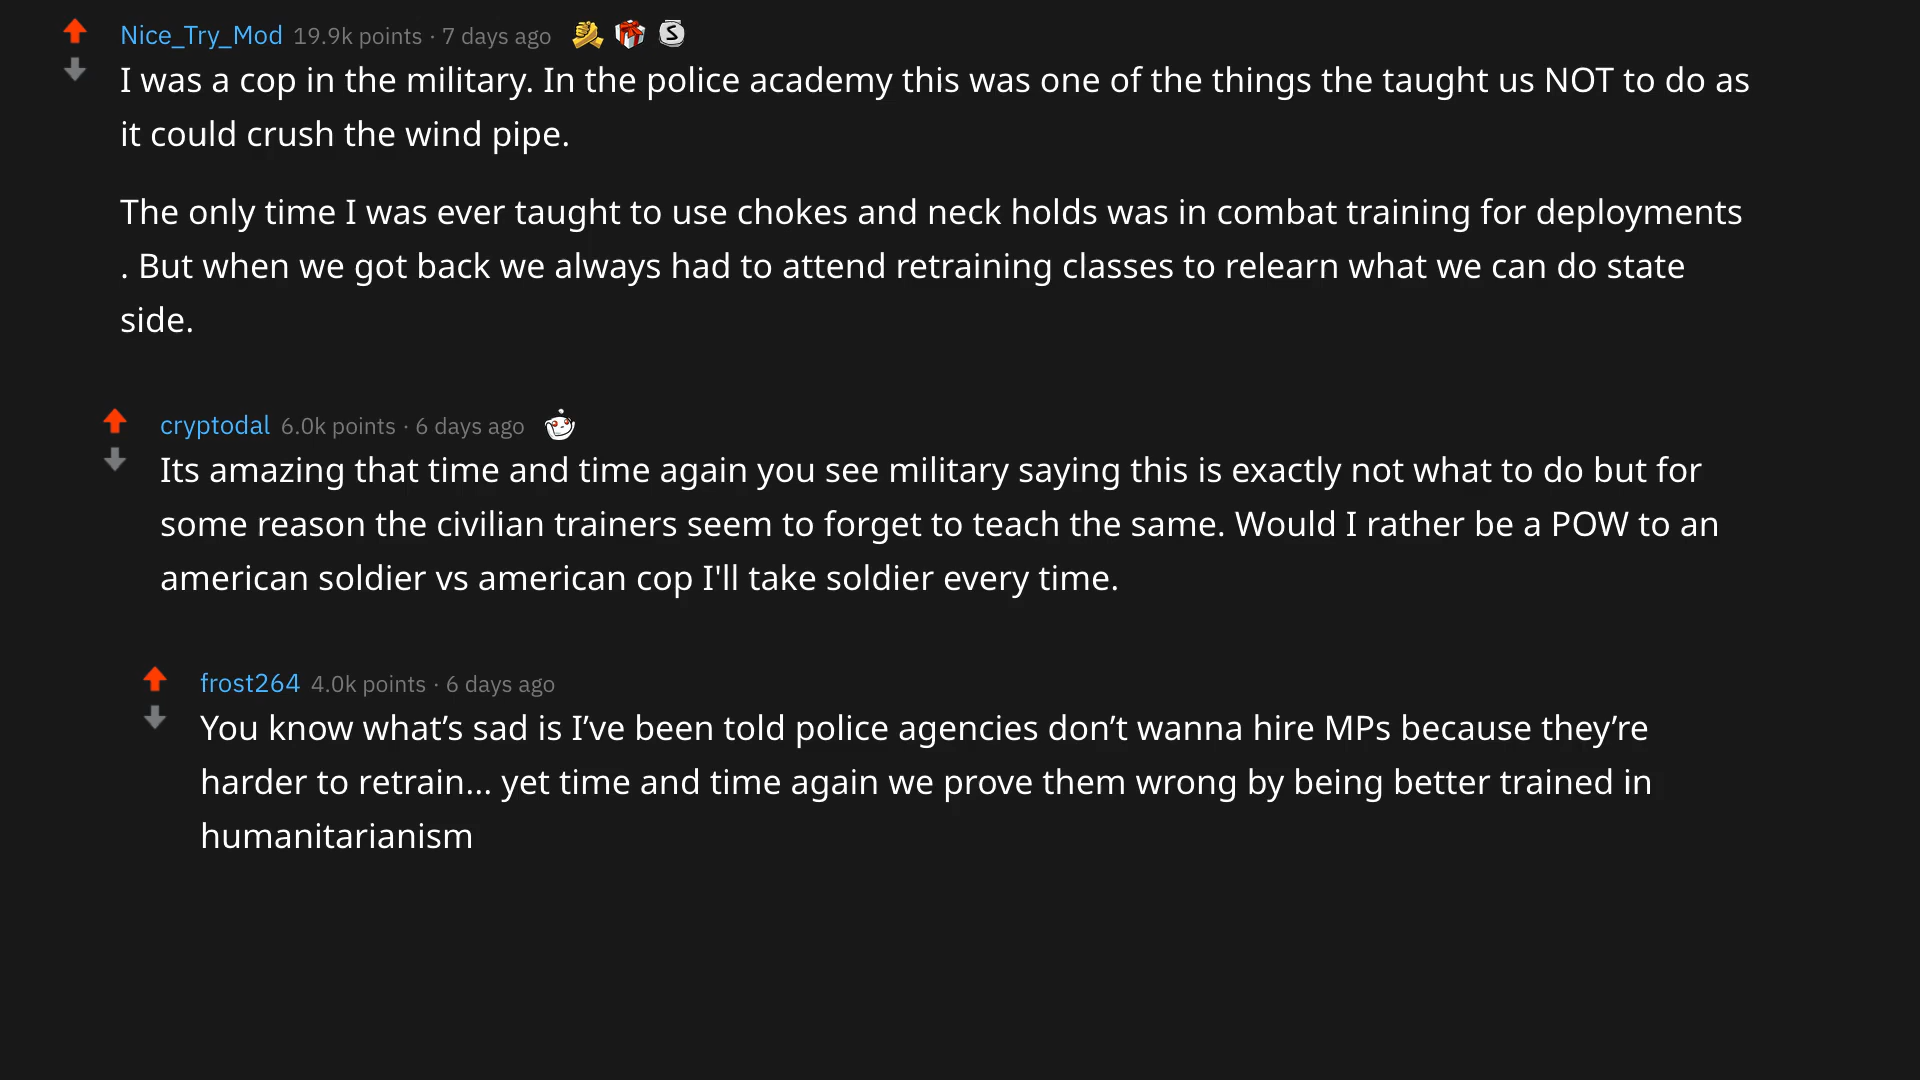 Nice_Try_Mod 19.9k points · 7 days ago
I was a cop in the military. In the police academy this was one of the things the taught us NOT to do as
it could crush the wind pipe.
The only time I was ever taught to use chokes and neck holds was in combat training for deployments
. But when we got back we always had to attend retraining classes to relearn what we can do state
side.
cryptodal 6.0k points · 6 days ago
Its amazing that time and time again you see military saying this is exactly not what to do but for
some reason the civilian trainers seem to forget to teach the same. Would I rather be a POW to an
american soldier vs american cop I'll take soldier every time.
frost264 4.0k points · 6 days ago
You know what’s sad is I’ve been told police agencies don’t wanna hire MPs because they’re
harder to retrain... yet time and time again we prove them wrong by being better trained in
humanitarianism